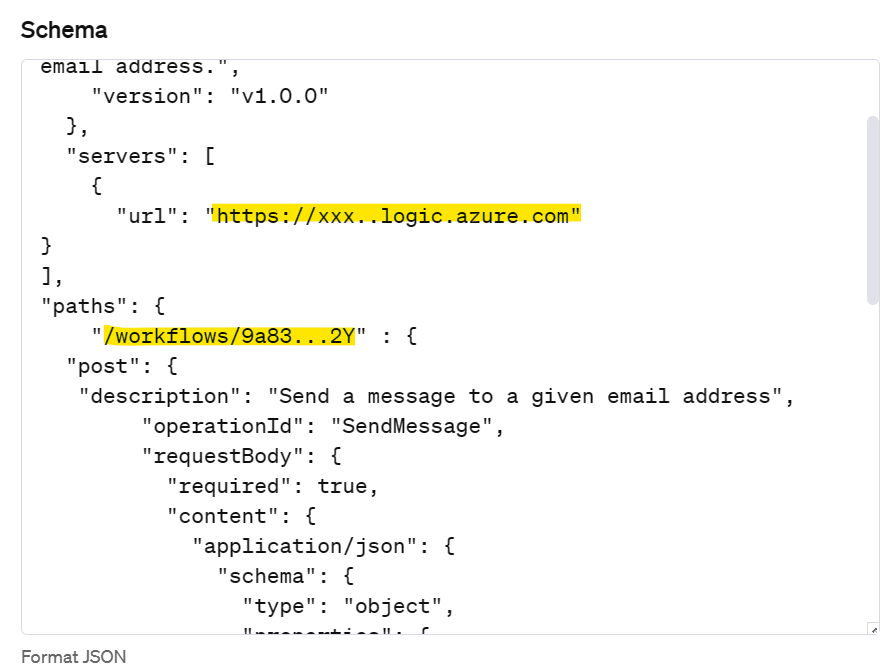 Schema
email address.",
"version": "v1.0.0"
},
"servers": [
{
"url": "https://xxx..logic.azure.com"
}
],
"paths": {
"/workflows/9a83...2Y" : {
"post": {
"description": "Send a message to a given email address",
"operationId": "SendMessage",
"requestBody": {
"required": true,
"content": {
"application/json": {
"schema": {
"type": "object",
"properties": {
Format JSON